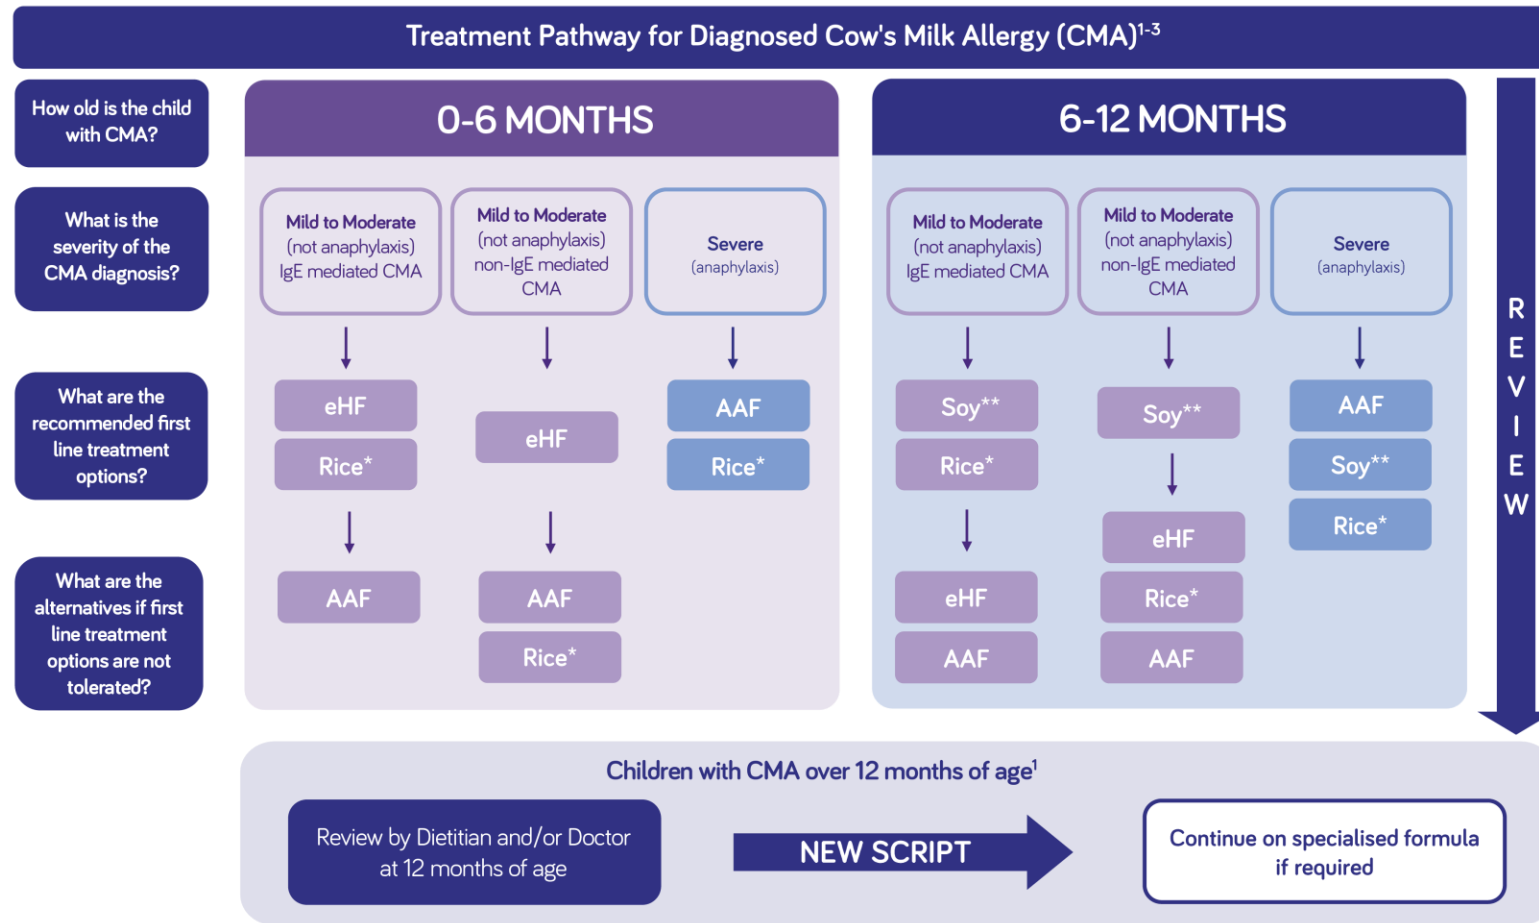 Treatment Pathway for Diagnosed Cow's Milk Allergy (CMA)1-3
How old is the child
with CMA?
0-6 MONTHS
6-12 MONTHS
What is the
severity of the
CMA diagnosis?
Mild to Moderate
(not anaphylaxis)
IgE mediated CMA
Mild to Moderate
(not anaphylaxis)
non-IgE mediated
CMA
Severe
(anaphylaxis)
Mild to Moderate
(not anaphylaxis)
IgE mediated CMA
Mild to Moderate
(not anaphylaxis)
non-IgE mediated
CMA
Severe
(anaphylaxis)
What are the
recommended first
line treatment
options?
eHF
Rice*
eHF
AAF
Rice*
Soy**
Rice*
Soy**
AAF
Soy**
Rice*
What are the
alternatives if first
line treatment
options are not
tolerated?
AAF
AAF
Rice*
eHF
AAF
eHF
Rice*
AAF
REVIEW
Children with CMA over 12 months of age1
Review by Dietitian and/or Doctor
at 12 months of age
NEW SCRIPT
Continue on specialised formula
if required